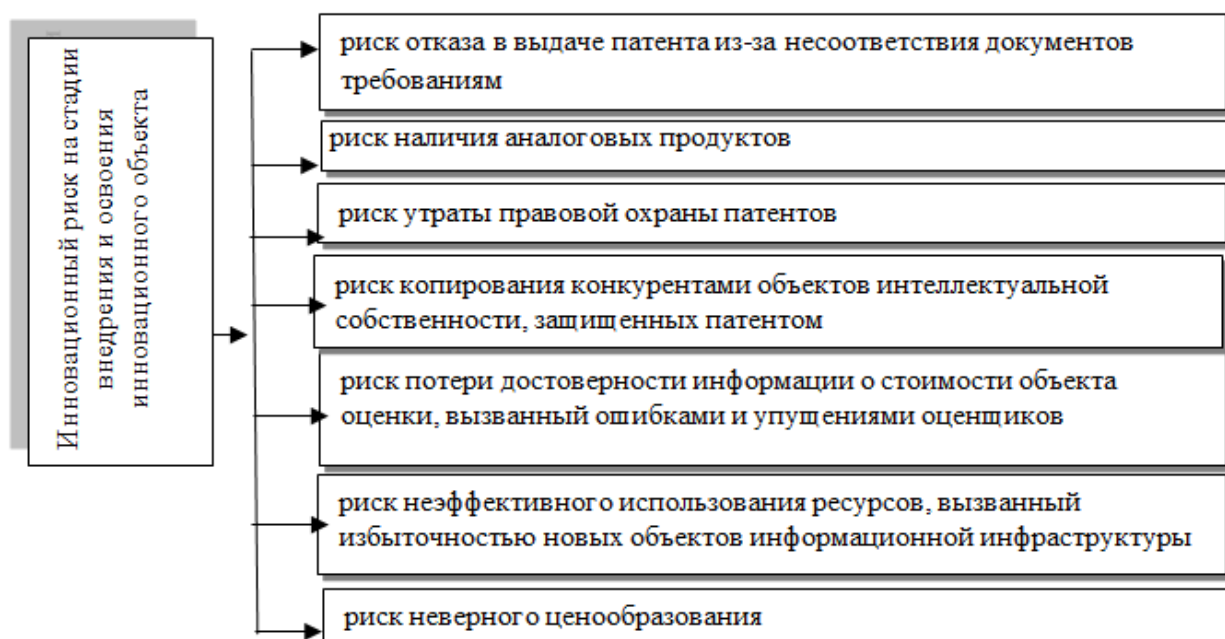 Инновационный риск на стадии
внедрения и освоения
инновационного объекта
риск отказа в выдаче патента из-за несоответствия документов
требованиям
риск наличия аналоговых продуктов
риск утраты правовой охраны патентов
риск копирования конкурентами объектов интеллектуальной
собственности, защищенных патентом
риск потери достоверности информации о стоимости объекта
оценки, вызванный ошибками и упущениями оценщиков
риск неэффективного использования ресурсов, вызванный
избыточностью новых объектов информационной инфраструктуры
риск неверного ценообразования